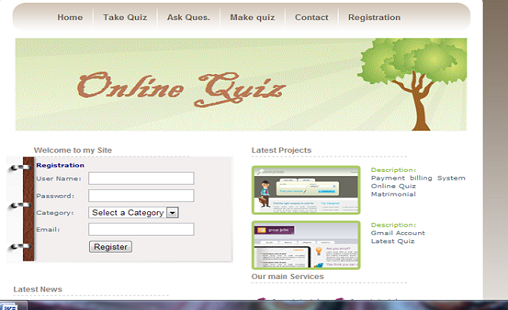 Home Take Quiz Ask Ques. Make quiz Contact Registration
Online Quiz
Welcome to my Site
Registration
User Name:
Password:
Category: Select a Category
Email:
Register
Latest News
Latest Projects
Description:
Payment billing System
Online Quiz
Matrimonial
Description:
Gmail Account
Latest Quiz
Our main Services